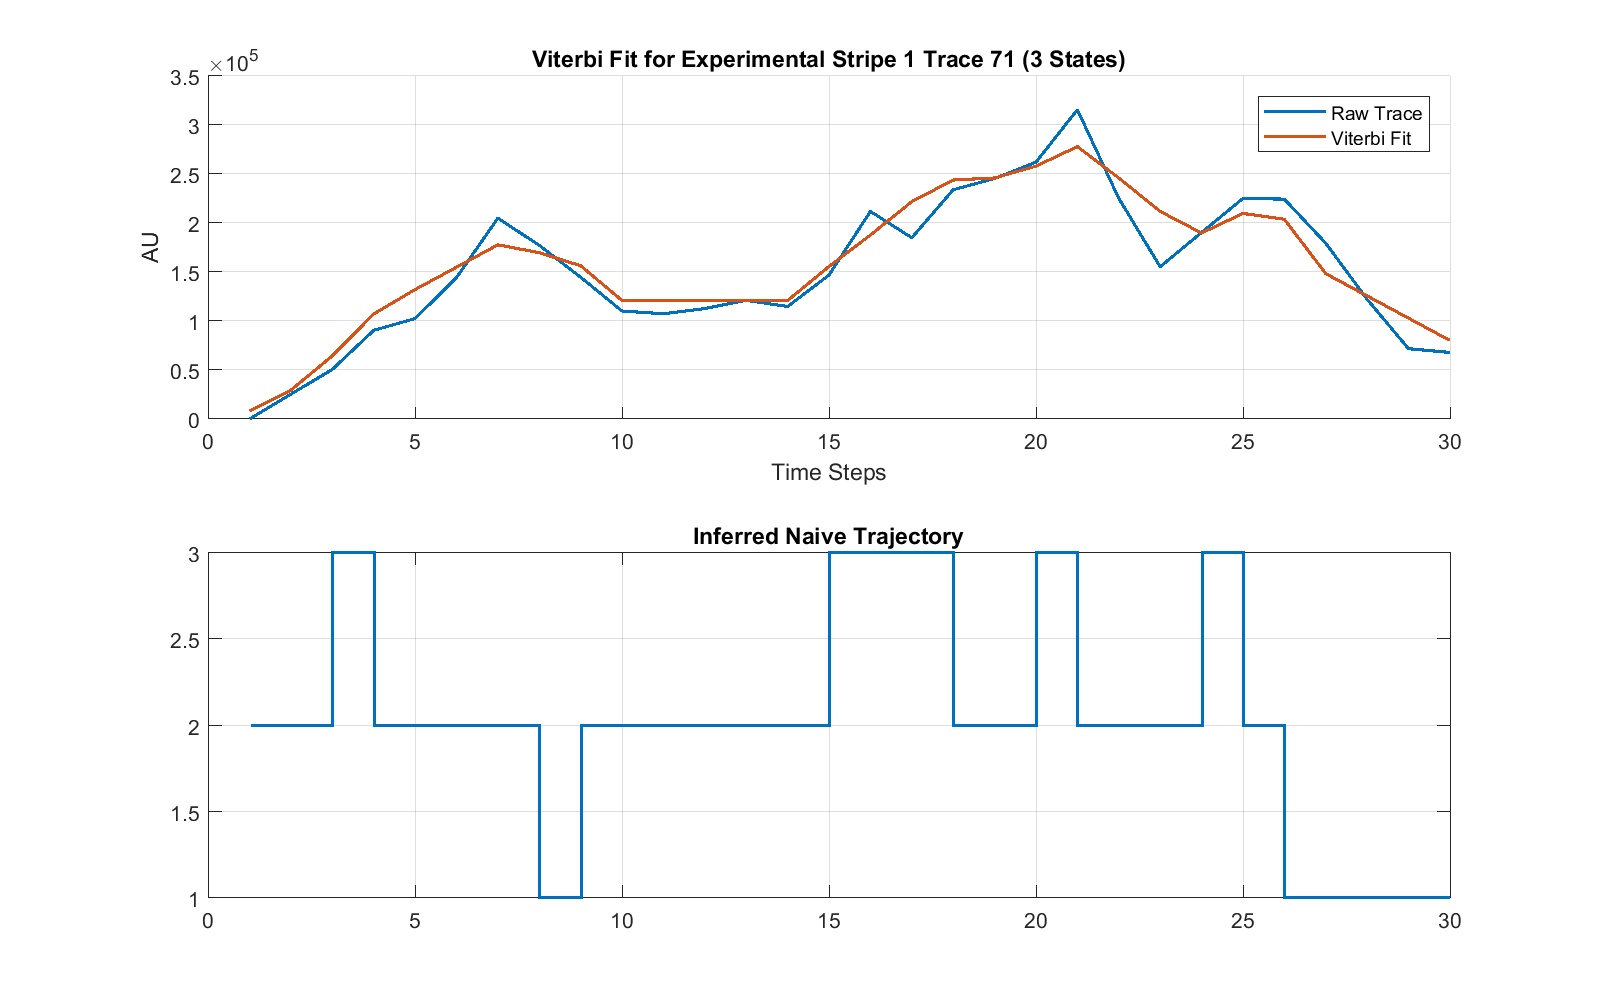 Viterbi Fit for Experimental Stripe 1 Trace 71 (3 States)
×10^5
3.5
3
2.5
2
1.5
1
0.5
0
AU
Raw Trace
Viterbi Fit
0 5 10 15 20 25 30
Time Steps
Inferred Naive Trajectory
3
2.5
2
1.5
1
0 5 10 15 20 25 30